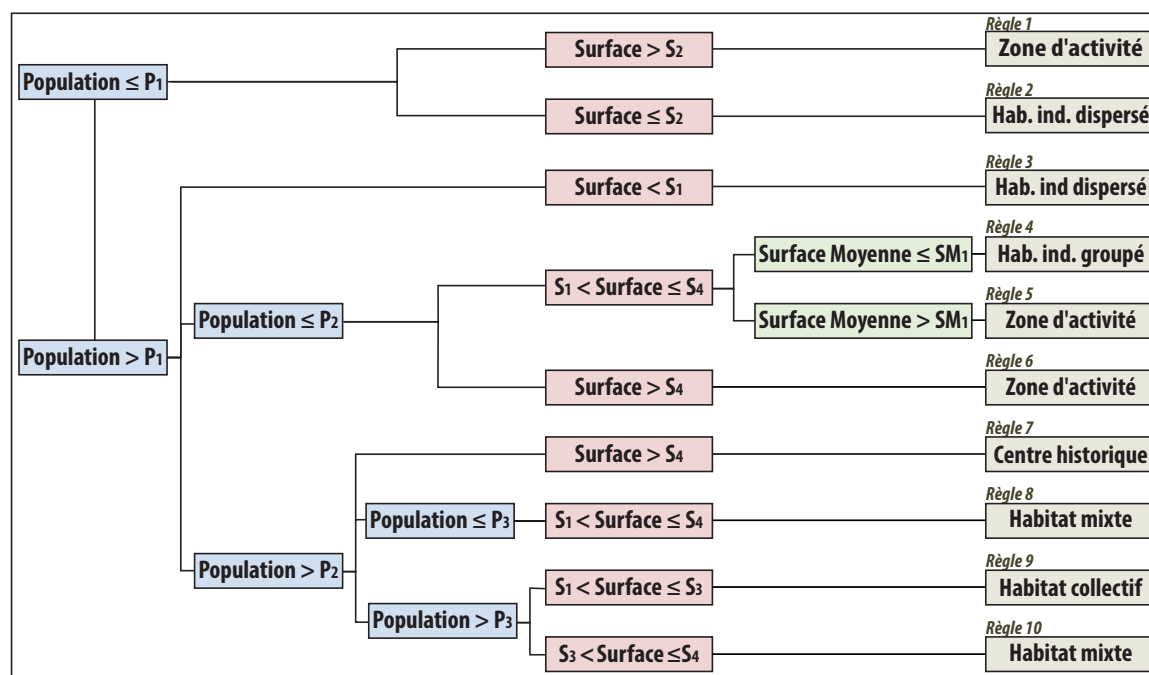 Règle 1
Surface > S2
Zone d'activité
Population ≤ P1
Règle 2
Surface ≤ S2
Hab. ind. dispersé
Règle 3
Surface < S1
Hab. ind dispersé
Règle 4
Surface Moyenne ≤ SM1
Hab. ind. groupé
S1 < Surface ≤ S4
Règle 5
Population ≤ P2
Surface Moyenne > SM1
Zone d'activité
Population > P1
Règle 6
Surface > S4
Zone d'activité
Règle 7
Surface > S4
Centre historique
Règle 8
Population ≤ P3
S1 < Surface ≤ S4
Habitat mixte
Règle 9
Population > P2
S1 < Surface ≤ S3
Habitat collectif
Population > P3
Règle 10
S3 < Surface ≤S4
Habitat mixte